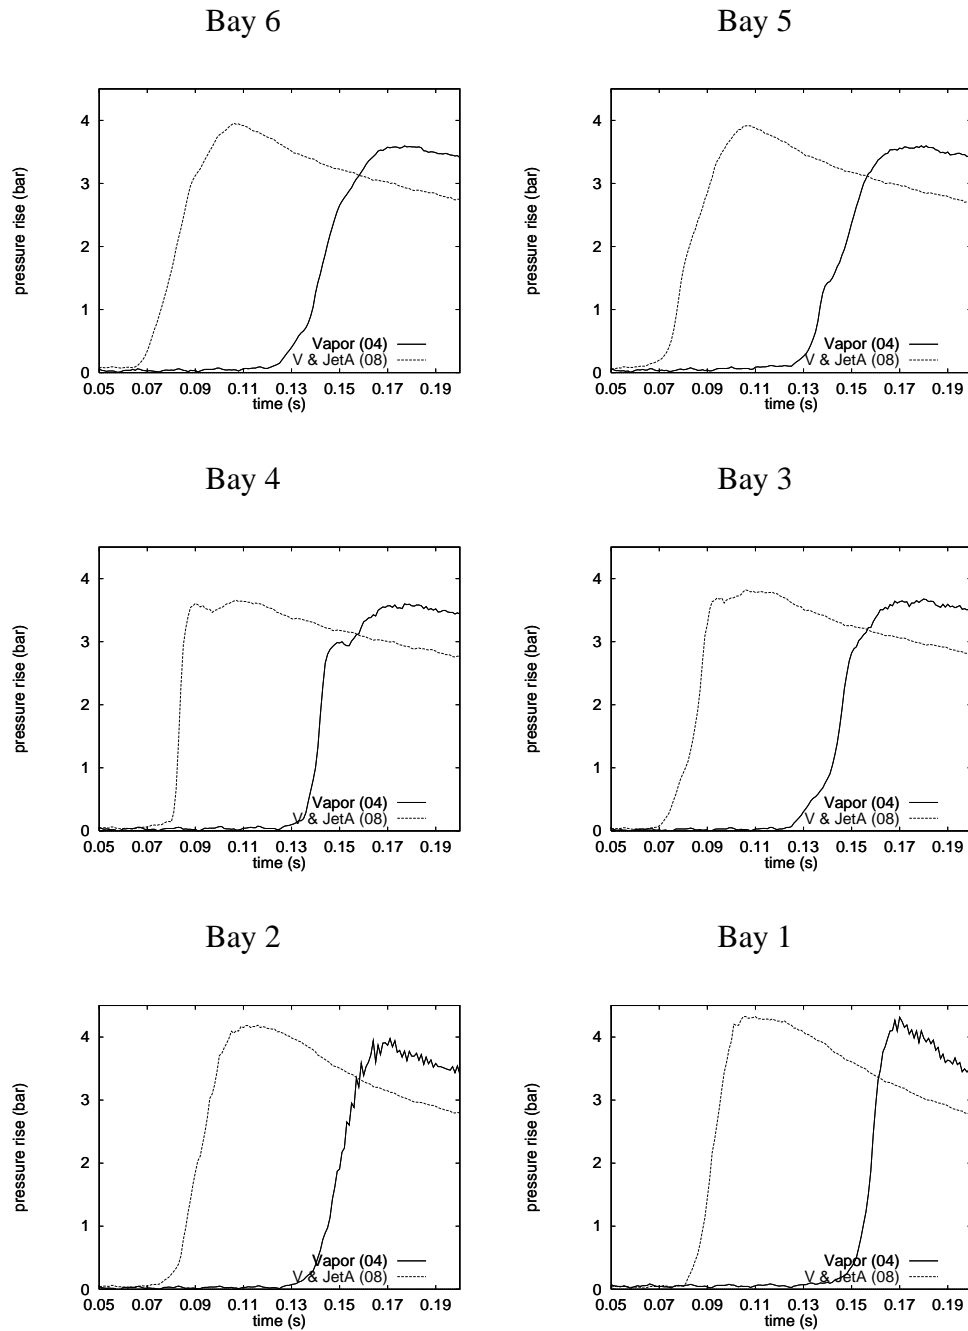 Bay 6
Bay 5
4
3
2
1
0
pressure rise (bar)
Vapor (04)
V & JetA (08)
0.05 0.07 0.09 0.11 0.13 0.15 0.17 0.19
time (s)
4
3
2
1
0
pressure rise (bar)
Vapor (04)
V & JetA (08)
0.05 0.07 0.09 0.11 0.13 0.15 0.17 0.19
time (s)
Bay 4
Bay 3
4
3
2
1
0
pressure rise (bar)
Vapor (04)
V & JetA (08)
0.05 0.07 0.09 0.11 0.13 0.15 0.17 0.19
time (s)
4
3
2
1
0
pressure rise (bar)
Vapor (04)
V & JetA (08)
0.05 0.07 0.09 0.11 0.13 0.15 0.17 0.19
time (s)
Bay 2
Bay 1
4
3
2
1
0
pressure rise (bar)
Vapor (04)
V & JetA (08)
0.05 0.07 0.09 0.11 0.13 0.15 0.17 0.19
time (s)
4
3
2
1
0
pressure rise (bar)
Vapor (04)
V & JetA (08)
0.05 0.07 0.09 0.11 0.13 0.15 0.17 0.19
time (s)